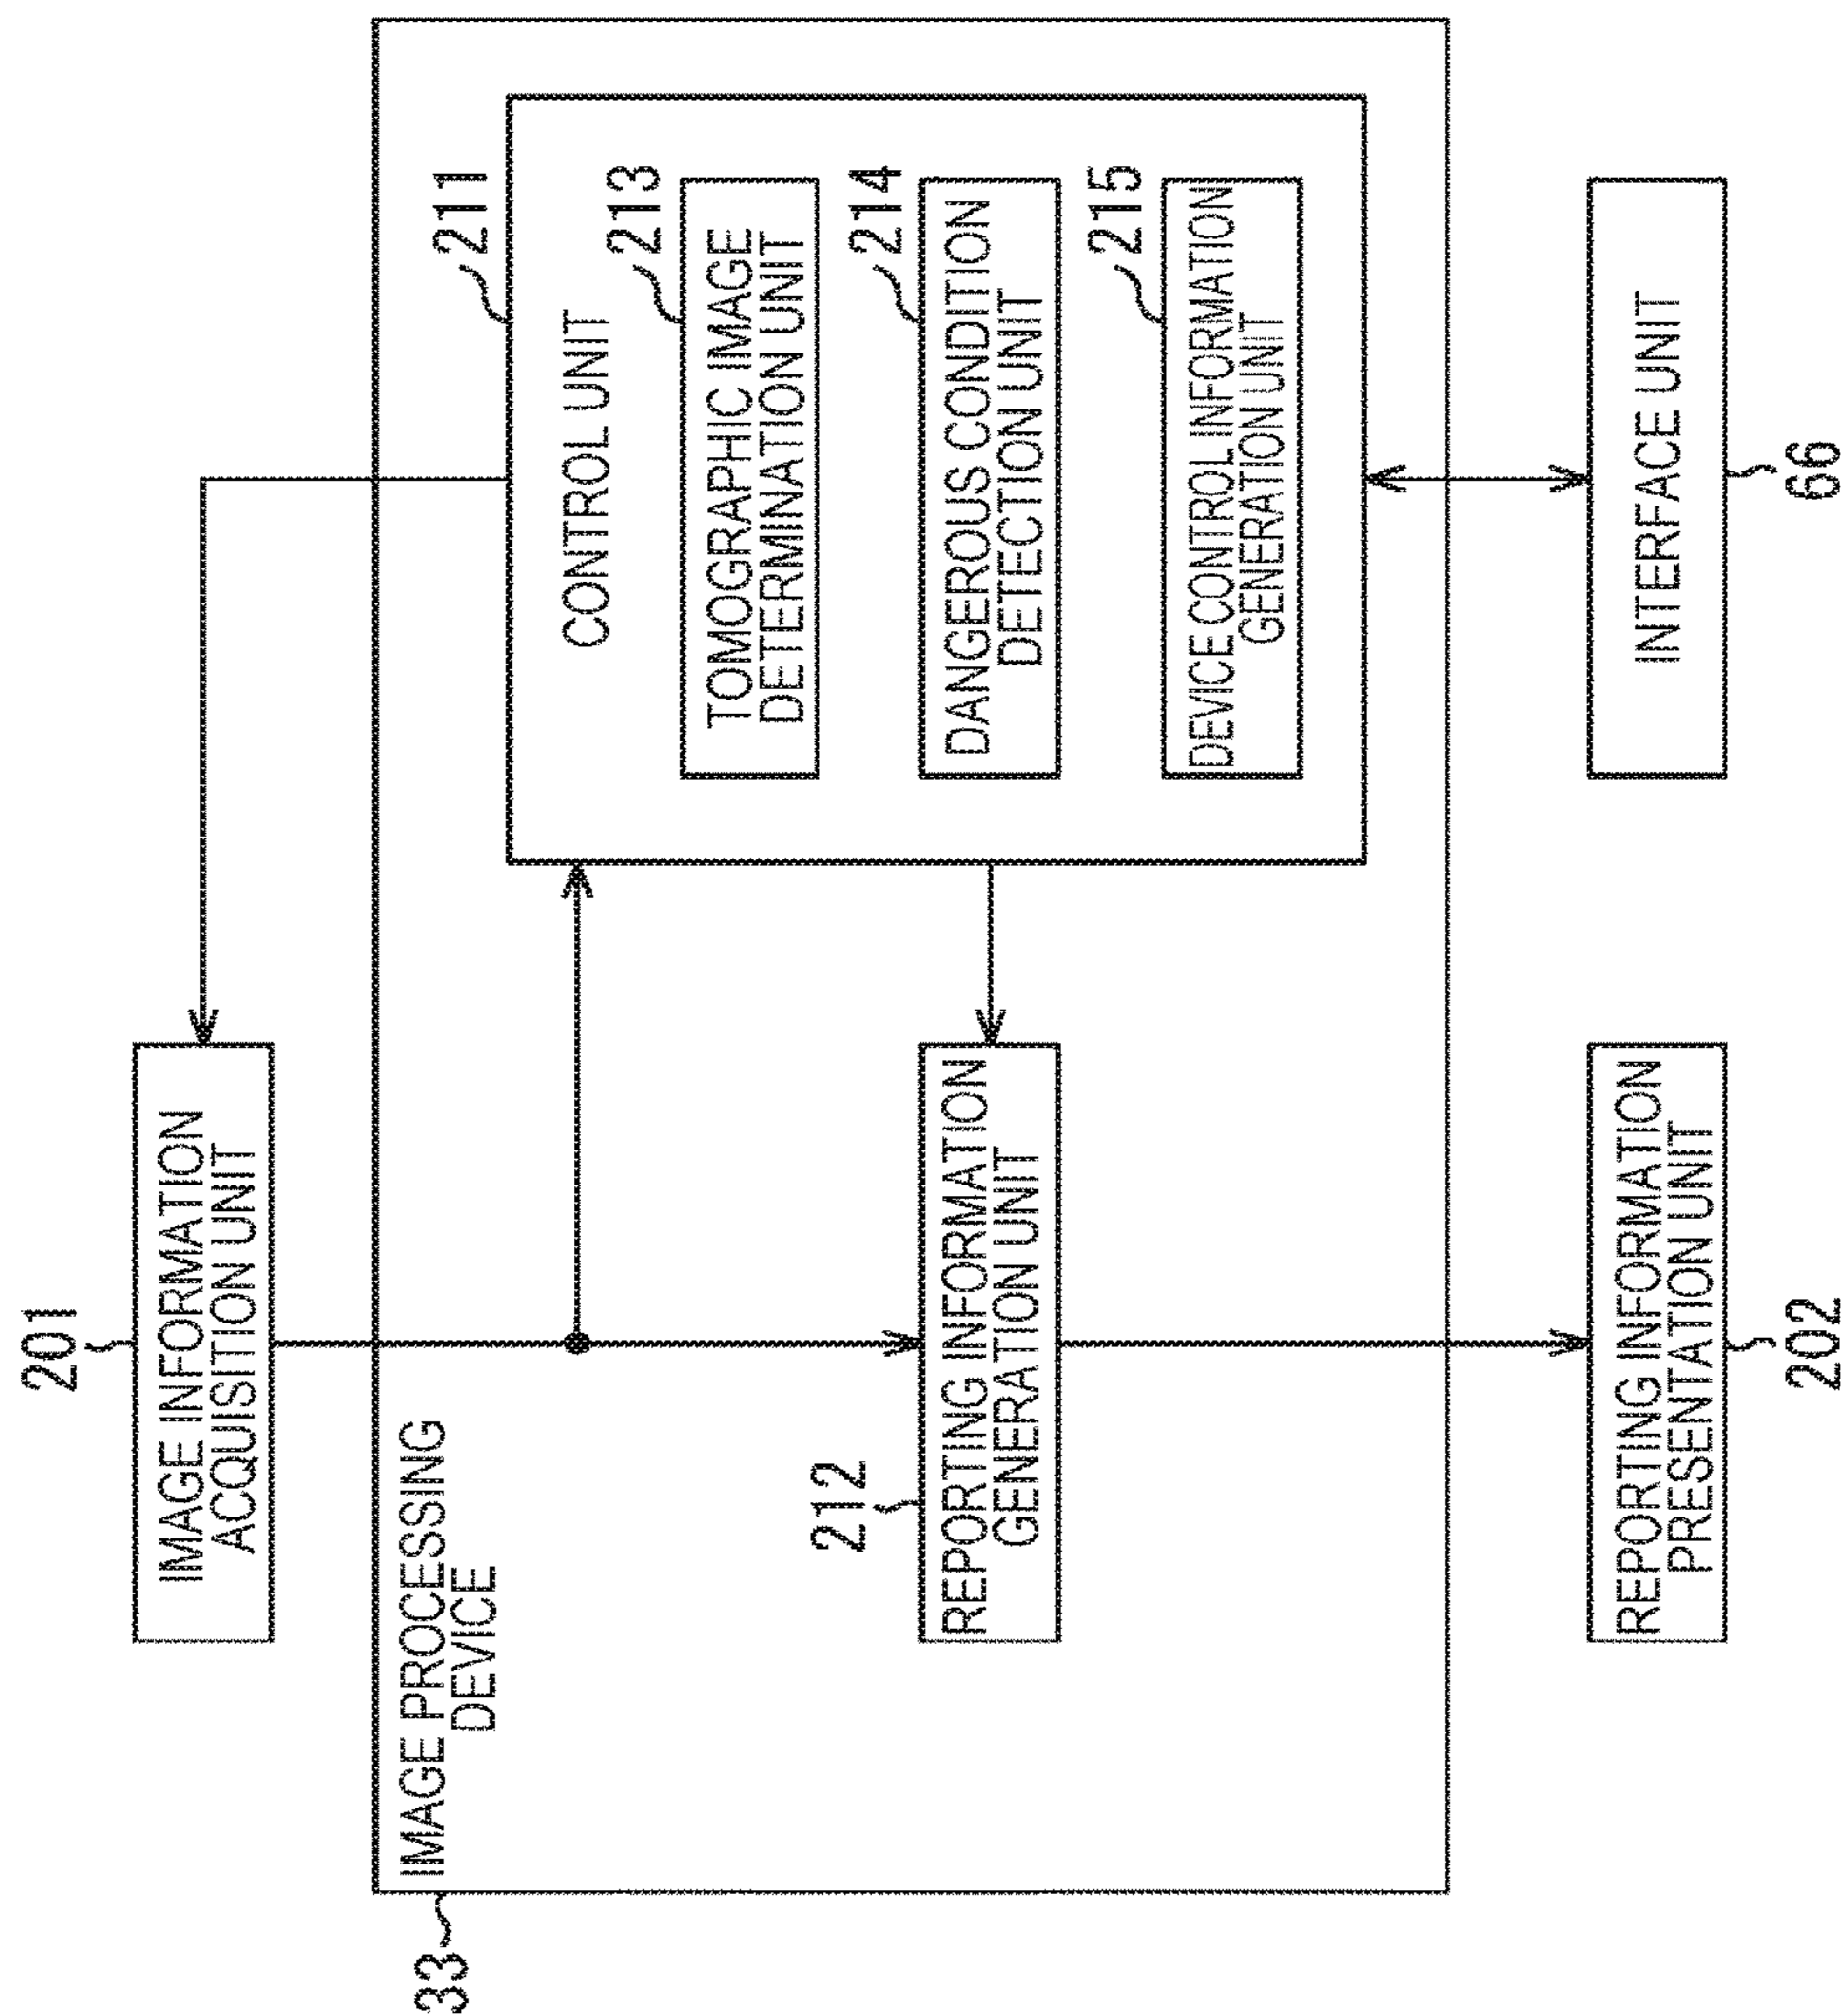 201
IMAGE INFORMATION
ACQUISITION UNIT
33
IMAGE PROCESSING
DEVICE
211
CONTROL UNIT
213
TOMOGRAPHIC IMAGE
DETERMINATION UNIT
212
REPORTING INFORMATION
GENERATION UNIT
214
DANGEROUS CONDITION
DETECTION UNIT
215
DEVICE CONTROL INFORMATION
GENERATION UNIT
REPORTING INFORMATION
PRESENTATION UNIT
202
INTERFACE UNIT
66